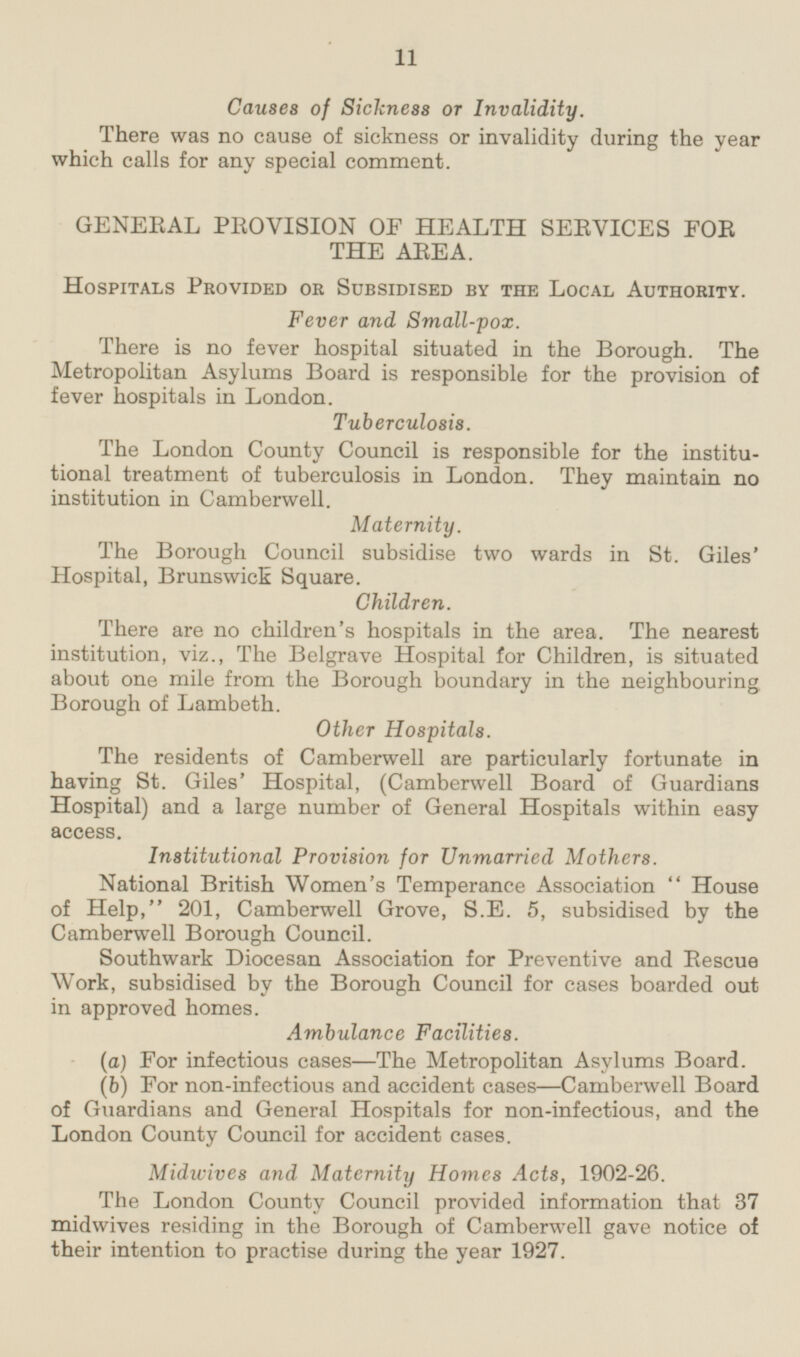 11
Causes of Sickness or Invalidity.
There was no cause of sickness or invalidity during the year
which calls for any special comment.
GENERAL PROVISION OF HEALTH SERVICES FOR
THE AREA.
Hospitals Provided or Subsidised by the Local Authority.
Fever and Small-pox.
There is no fever hospital situated in the Borough. The
Metropolitan Asylums Board is responsible for the provision of
fever hospitals in London.
Tuberculosis.
The London County Council is responsible for the institu-
tional treatment of tuberculosis in London. They maintain no
institution in Camberwell.
Maternity.
The Borough Council subsidise two wards in St. Giles'
Hospital, Brunswick Square.
Children.
There are no children's hospitals in the area. The nearest
institution, viz., The Belgrave Hospital for Children, is situated
about one mile from the Borough boundary in the neighbouring
Borough of Lambeth.
Other Hospitals.
The residents of Camberwell are particularly fortunate in
having St. Giles' Hospital, (Camberwell Board of Guardians
Hospital) and a large number of General Hospitals within easy
access.
Institutional Provision for Unmarried Mothers.
National British Women's Temperance Association " House
of Help," 201, Camberwell Grove, S.E. 5, subsidised by the
Camberwell Borough Council.
Southwark Diocesan Association for Preventive and Rescue
Work, subsidised by the Borough Council for cases boarded out
in approved homes.
Ambulance Facilities.
(a) For infectious cases—The Metropolitan Asylums Board.
(b) For non-infectious and accident cases—Camberwell Board
of Guardians and General Hospitals for non-infectious, and the
London County Council for accident cases.
Midwives and Maternity Homes Acts, 1902-26.
The London County Council provided information that 37
midwives residing in the Borough of Camberwell gave notice of
their intention to practise during the year 1927.